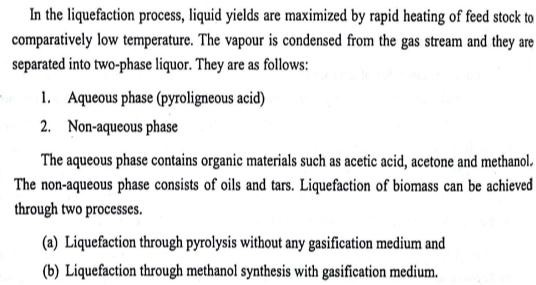 In the liquefaction process, liquid yields are maximized by rapid heating of feed stock to
comparatively low temperature. The vapour is condensed from the gas stream and they are
separated into two-phase liquor. They are as follows:
1. Aqueous phase (pyroligneous acid)
2. Non-aqueous phase
The aqueous phase contains organic materials such as acetic acid, acetone and methanol.
The non-aqueous phase consists of oils and tars. Liquefaction of biomass can be achieved
through two processes.
(a) Liquefaction through pyrolysis without any gasification medium and
(b) Liquefaction through methanol synthesis with gasification medium.